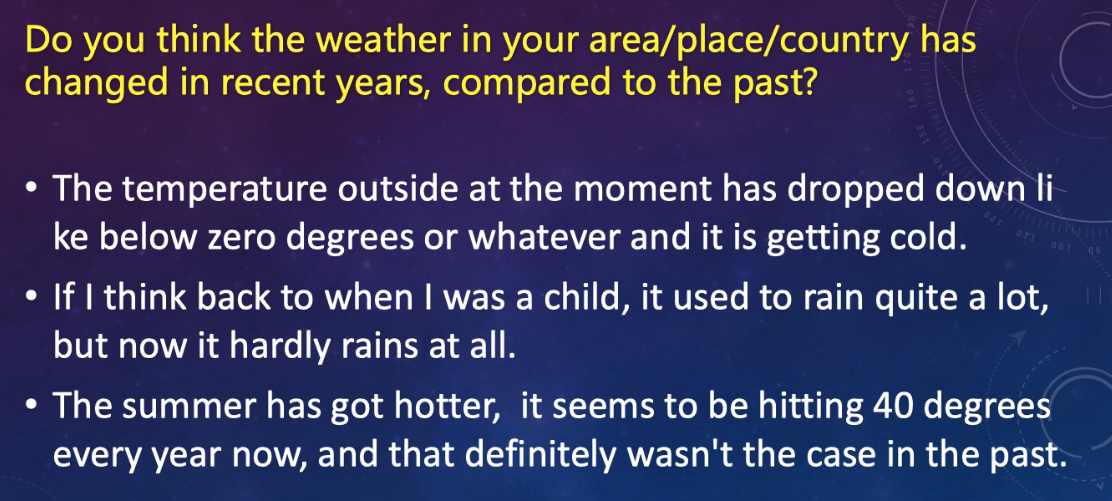 Do you think the weather in your area/place/country has
changed in recent years, compared to the past?
• The temperature outside at the moment has dropped down li
ke below zero degrees or whatever and it is getting cold.
• If I think back to when I was a child, it used to rain quite a lot,
but now it hardly rains at all.
• The summer has got hotter,  it seems to be hitting 40 degrees
every year now, and that definitely wasn't the case in the past.